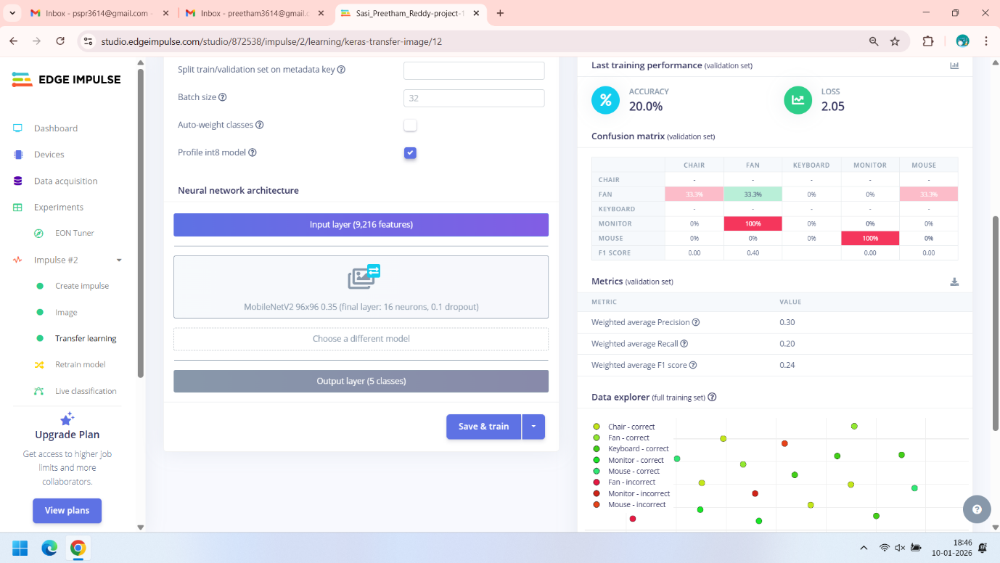 Inbox - pspr3614@gmail.com -
Inbox - preetham3614@gmail.c
Sasi_Preetham_Reddy-project-1
studio.edgeimpulse.com/studio/872538/impulse/2/learning/keras-transfer-image/12
EDGE IMPULSE
Dashboard
Devices
Data acquisition
Experiments
EON Tuner
Impulse #2
Create impulse
Image
Transfer learning
Retrain model
Live classification
Upgrade Plan
Get access to higher job
limits and more
collaborators.
View plans
Split train/validation set on metadata key ?
Batch size ? 32
Auto-weight classes ?
Profile int8 model ?
Neural network architecture
Input layer (9,216 features)
MobileNetV2 96x96 0.35 (final layer: 16 neurons, 0.1 dropout)
Choose a different model
Output layer (5 classes)
Save & train
Last training performance (validation set)
% ACCURACY
20.0%
LOSS
2.05
Confusion matrix (validation set)
CHAIR FAN KEYBOARD MONITOR MOUSE
CHAIR - - - - -
FAN 33.3% 33.3% 0% 0% 33.3%
KEYBOARD - - - - -
MONITOR 0% 100% 0% 0% 0%
MOUSE 0% 0% 0% 100% 0%
F1 SCORE 0.00 0.40 0.00 0.00
Metrics (validation set)
METRIC VALUE
Weighted average Precision ? 0.30
Weighted average Recall ? 0.20
Weighted average F1 score ? 0.24
Data explorer (full training set) ?
Chair - correct
Fan - correct
Keyboard - correct
Monitor - correct
Mouse - correct
Fan - incorrect
Monitor - incorrect
Mouse - incorrect
?
18:46
10-01-2026